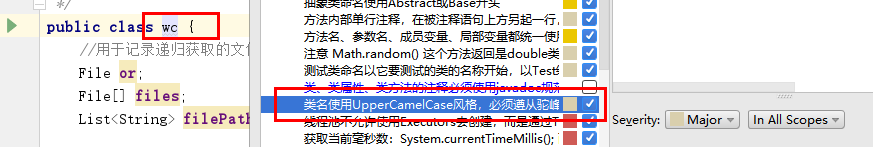 */
public class wc {
//用于记录递归获取的文
File or;
File[] files;
List<String> filePath
抽象类命名使用Abstract或Base开头
方法内部单行注释，在被注释语句上方另起一行，
方法名、参数名、成员变量、局部变量都统一使用
注意 Math.random() 这个方法返回是double类
测试类命名以它要测试的类的名称开始，以Test结
类、类属性、类方法的注释必须使用javadoc规
类名使用UpperCamelCase风格，必须遵从驼峰
线程池不允许使用Executors去创建，而是通过T
获取当前毫秒数：System.currentTimeMillis();
Severity:
Major
In All Scopes